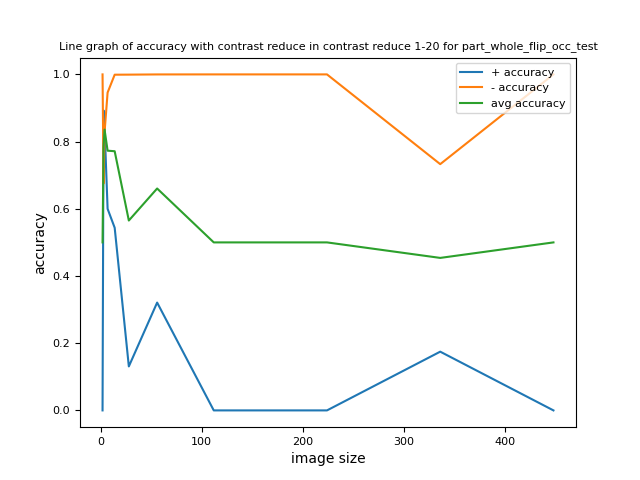 Line graph of accuracy with contrast reduce in contrast reduce 1-20 for part_whole_flip_occ_test
+ accuracy
- accuracy
avg accuracy
1.0
0.8
0.6
0.4
0.2
0.0
accuracy
0 100 200 300 400
image size